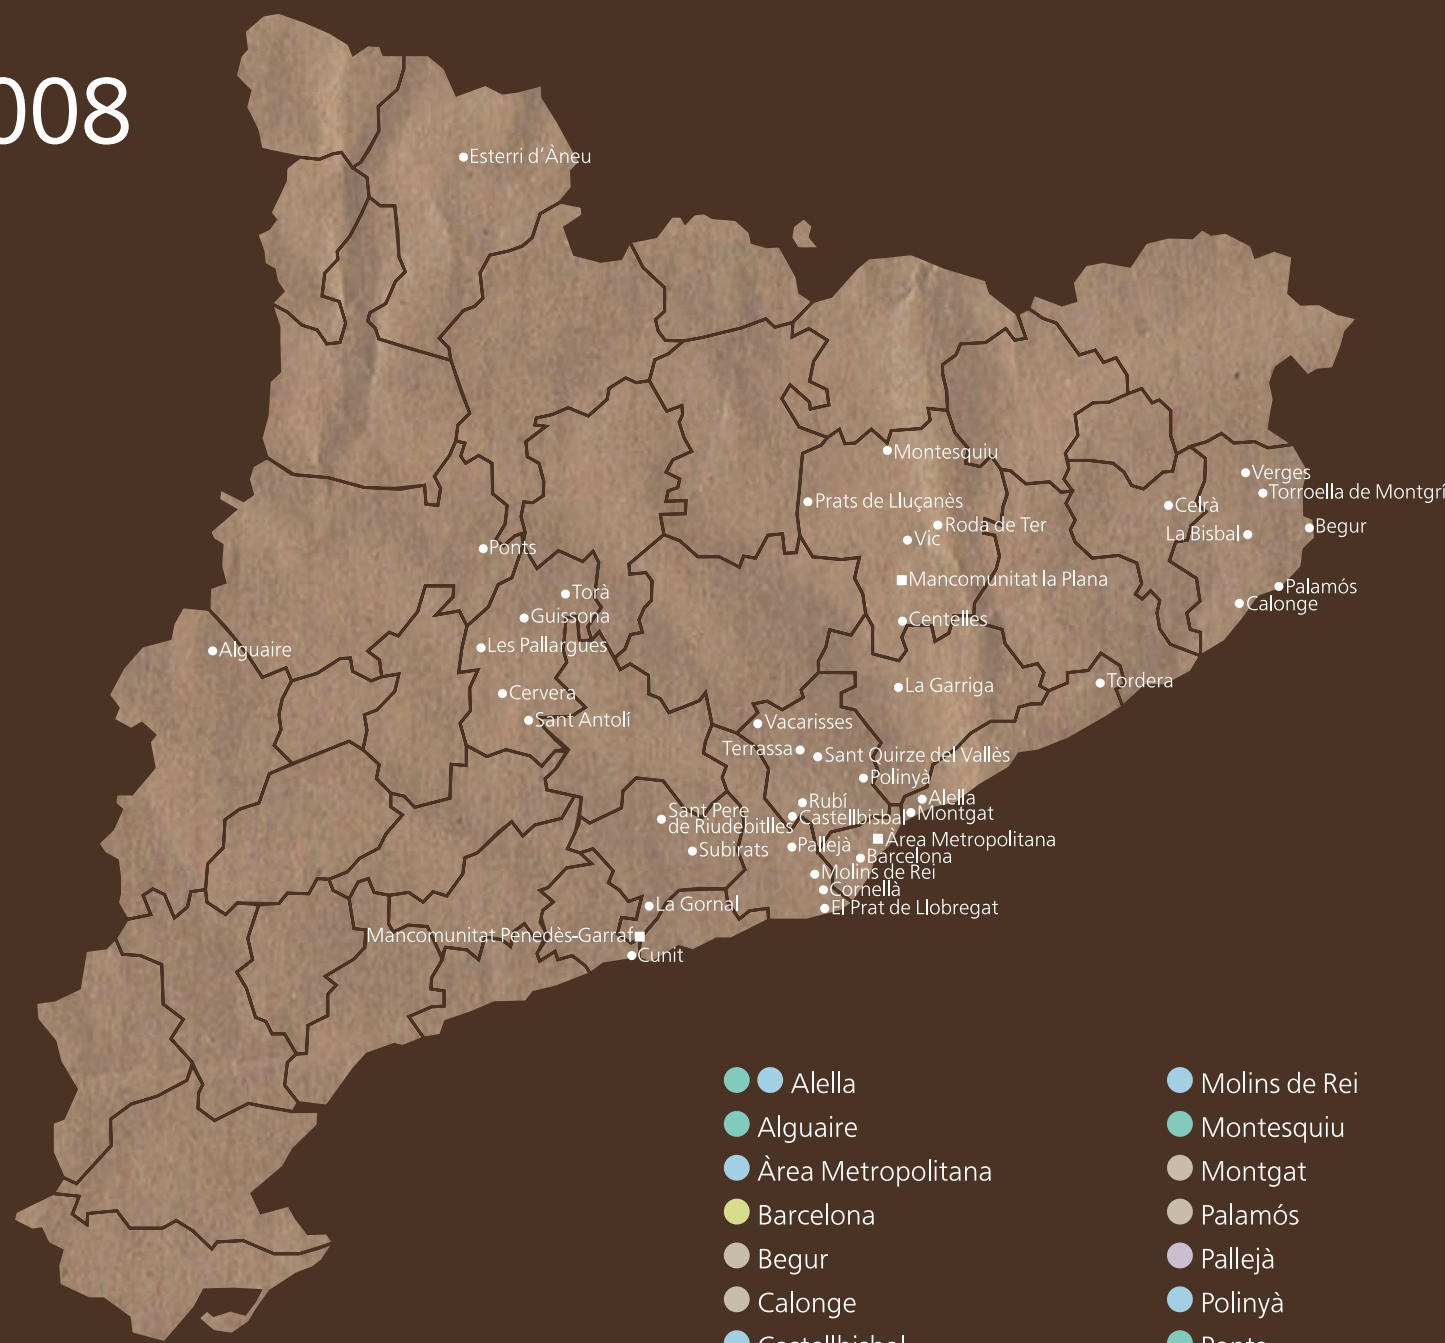 008
Esterri d’Àneu
Montesquiu
Verges
Torroella de Montgrí
Prats de Lluçanès
Celrà
Roda de Ter
Begur
La Bisbal
Vic
Ponts
Mancomunitat la Plana
Palamós
Torà
Calonge
Guissona
Centelles
Les Pallargues
Alguaire
Tordera
La Garriga
Cervera
Sant Antolí
Vacarisses
Terrassa
Sant Quirze del Vallès
Polinyà
Alella
Rubí
Sant Pere
de Riudebitlles
Castellbisbal
Montgat
Àrea Metropolitana
Pallejà
Subirats
Barcelona
Molins de Rei
Cornellà
La Gornal
El Prat de Llobregat
Mancomunitat Penedès-Garraf
Cunit
Alella
Alguaire
Àrea Metropolitana
Barcelona
Begur
Calonge
Castellbisbal
Molins de Rei
Montesquiu
Montgat
Palamós
Pallejà
Polinyà
Ponts